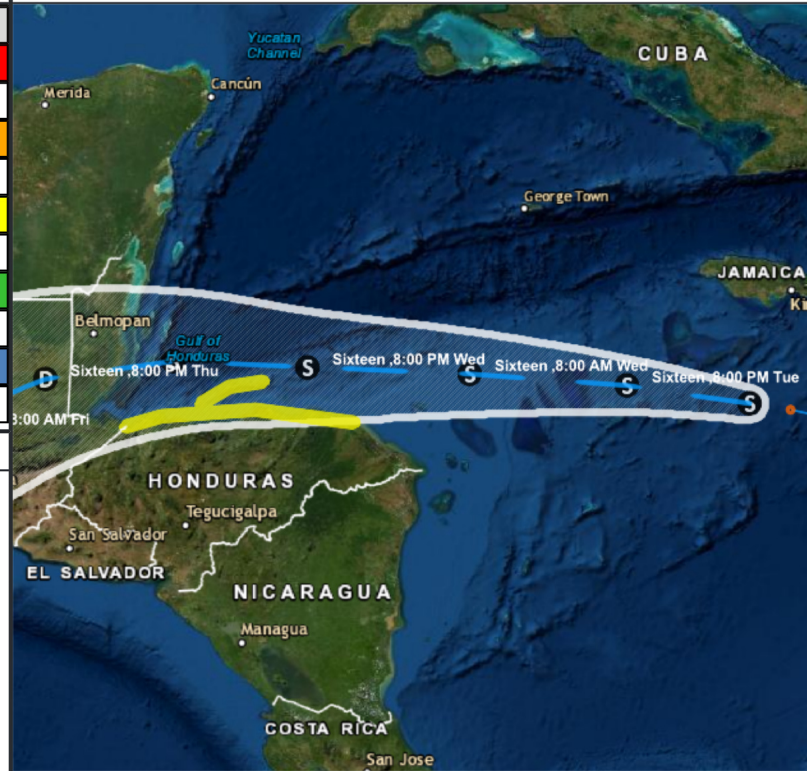 Yucatan
Channel
CUBA
Merida
Cancún
George Town
JAMAICA
Belmopan
Gulf of
Honduras
Sixteen ,8:00 PM Wed
Sixteen ,8:00 AM Wed
Sixteen ,8:00 PM Tue
D
Sixteen ,8:00 PM Thu
S
S
S
S
8:00 AM Fri
HONDURAS
Tegucigalpa
San Salvador
EL SALVADOR
NICARAGUA
Managua
COSTA RICA
San Jose